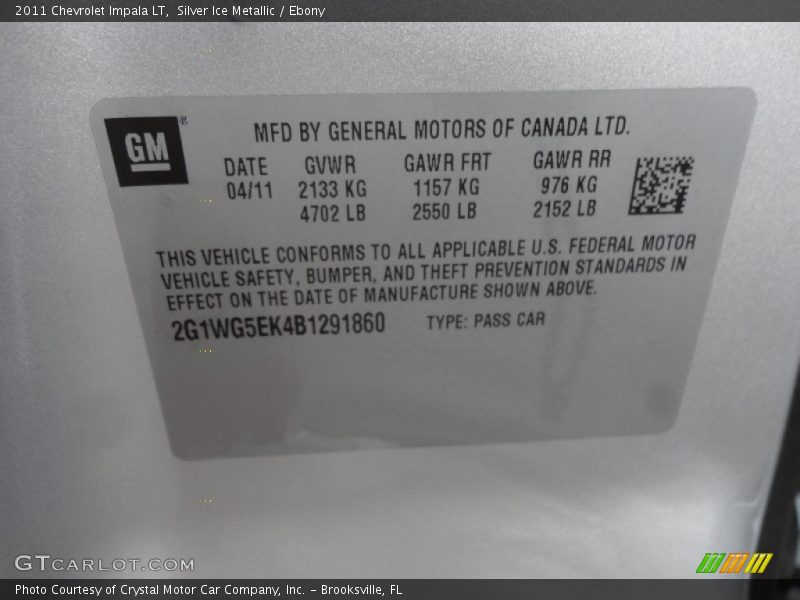 2011 Chevrolet Impala LT, Silver Ice Metallic / Ebony
GM
MFD BY GENERAL MOTORS OF CANADA LTD.
DATE GVWR GAWR FRT GAWR RR
04/11 2133 KG 1157 KG 976 KG
4702 LB 2550 LB 2152 LB
THIS VEHICLE CONFORMS TO ALL APPLICABLE U.S. FEDERAL MOTOR
VEHICLE SAFETY, BUMPER, AND THEFT PREVENTION STANDARDS IN
EFFECT ON THE DATE OF MANUFACTURE SHOWN ABOVE.
2G1WG5EK4B1291860 TYPE: PASS CAR
GTCARLOT.COM
Photo Courtesy of Crystal Motor Car Company, Inc. – Brooksville, FL